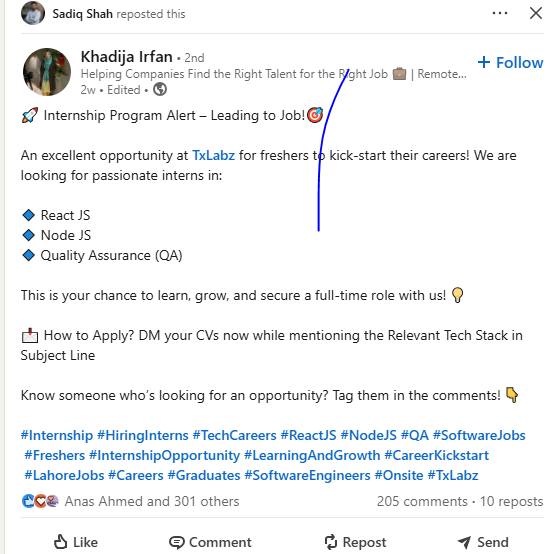 Sadiq Shah reposted this
Khadija Irfan • 2nd
+ Follow
Helping Companies Find the Right Talent for the Right Job 💼 | Remote...
2w • Edited •
🚀 Internship Program Alert – Leading to Job!🎯
An excellent opportunity at TxLabz for freshers to kick-start their careers! We are
looking for passionate interns in:
🔷 React JS
🔷 Node JS
🔷 Quality Assurance (QA)
This is your chance to learn, grow, and secure a full-time role with us! 👇
📩 How to Apply? DM your CVs now while mentioning the Relevant Tech Stack in
Subject Line
Know someone who's looking for an opportunity? Tag them in the comments! 👇
#Internship #HiringInterns #TechCareers #ReactJS #NodeJS #QA #SoftwareJobs
#Freshers #InternshipOpportunity #LearningAndGrowth #CareerKickstart
#LahoreJobs #Careers #Graduates #SoftwareEngineers #Onsite #TxLabz
Anas Ahmed and 301 others
205 comments • 10 reposts
Like
Comment
Repost
Send